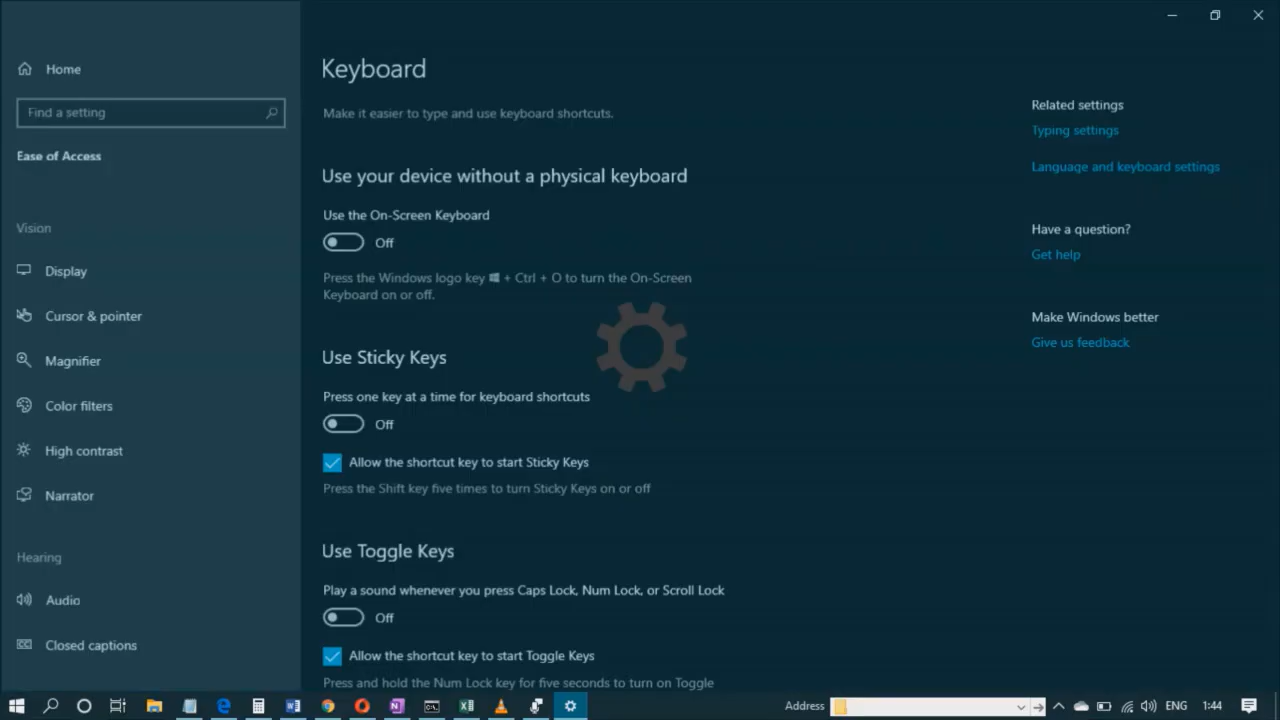 Home
Find a setting
Ease of Access
Vision
Display
Cursor & pointer
Magnifier
Color filters
High contrast
Narrator
Hearing
Audio
Closed captions
Keyboard
Make it easier to type and use keyboard shortcuts.
Use your device without a physical keyboard
Use the On-Screen Keyboard
Off
Press the Windows logo key + Ctrl + O to turn the On-Screen
Keyboard on or off.
Use Sticky Keys
Press one key at a time for keyboard shortcuts
Off
Allow the shortcut key to start Sticky Keys
Press the Shift key five times to turn Sticky Keys on or off
Use Toggle Keys
Play a sound whenever you press Caps Lock, Num Lock, or Scroll Lock
Off
Allow the shortcut key to start Toggle Keys
Press and hold the Num Lock key for five seconds to turn on Toggle
Related settings
Typing settings
Language and keyboard settings
Have a question?
Get help
Make Windows better
Give us feedback
Address
ENG
1:44